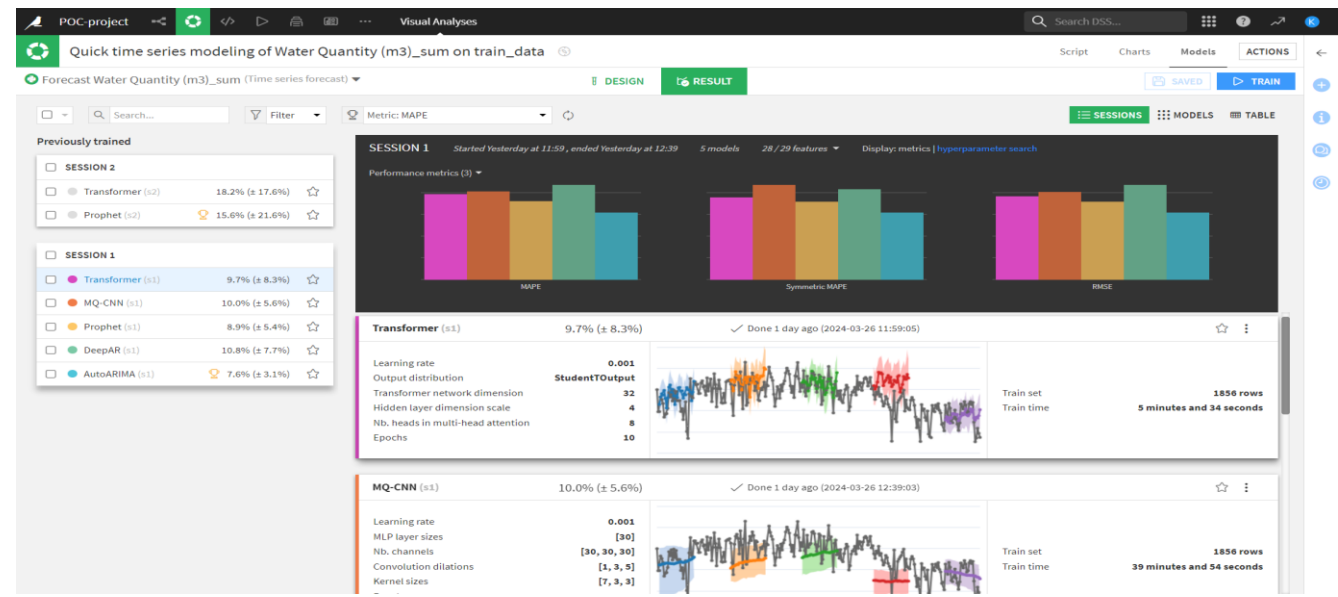 POC-project
Visual Analyses
Search DSS...
K
Quick time series modeling of Water Quantity (m3)_sum on train_data
Script Charts Models ACTIONS
Forecast Water Quantity (m3)_sum (Time series forecast)
DESIGN RESULT
SAVED TRAIN
Search...
Filter
Metric: MAPE
SESSIONS MODELS TABLE
Previously trained
SESSION 2
Transformer (s2) 18.2% (± 17.6%)
Prophet (s2) 15.6% (± 21.6%)
SESSION 1
Transformer (s1) 9.7% (± 8.3%)
MQ-CNN (s1) 10.0% (± 5.6%)
Prophet (s1) 8.9% (± 5.4%)
DeepAR (s1) 10.8% (± 7.7%)
AutoARIMA (s1) 7.6% (± 3.1%)
SESSION 1 Started Yesterday at 11:59 , ended Yesterday at 12:39 5 models 28 / 29 features Display: metrics | hyperparameter search
Performance metrics (3)
MAPE Symmetric MAPE RMSE
Transformer (s1) 9.7% (± 8.3%) Done 1 day ago (2024-03-26 11:59:05)
Learning rate 0.001
Output distribution StudentTOutput
Transformer network dimension 32
Hidden layer dimension scale 4
Nb. heads in multi-head attention 8
Epochs 10
Train set 1856 rows
Train time 5 minutes and 34 seconds
MQ-CNN (s1) 10.0% (± 5.6%) Done 1 day ago (2024-03-26 12:39:03)
Learning rate 0.001
MLP layer sizes [30]
Nb. channels [30, 30, 30]
Convolution dilations [1, 3, 5]
Kernel sizes [7, 3, 3]
Train set 1856 rows
Train time 39 minutes and 54 seconds